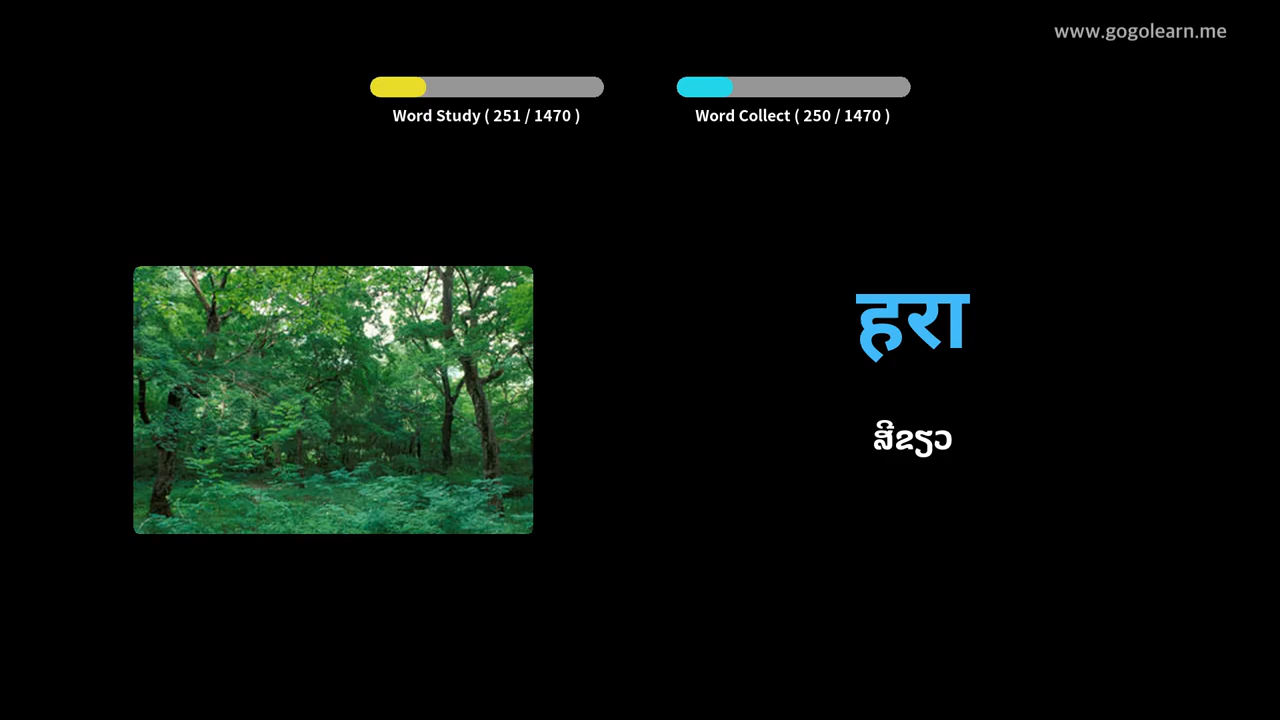 www.gogolearn.me
Word Study ( 251 / 1470 )
Word Collect ( 250 / 1470 )
हरा
ສີຂຽວ